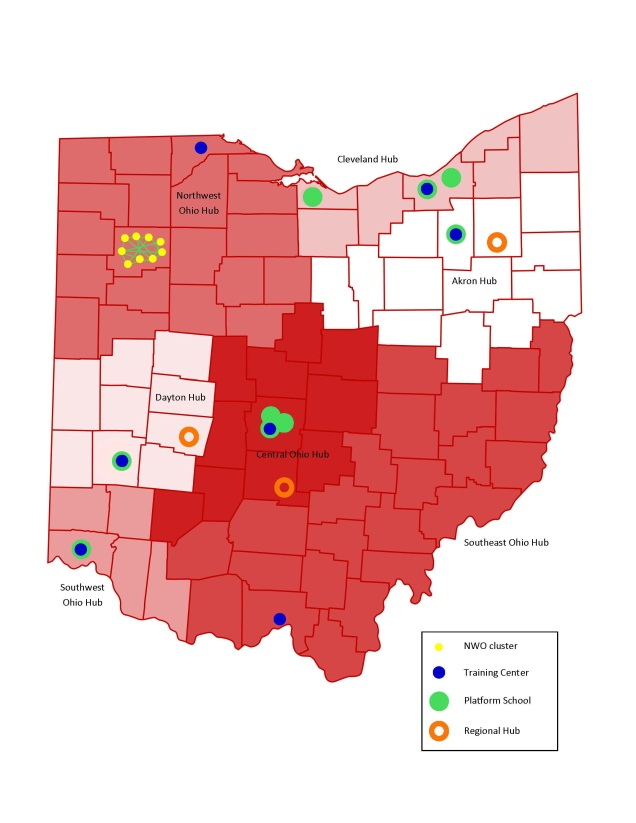 Cleveland Hub
Northwest
Ohio Hub
Akron Hub
Dayton Hub
Central Ohio Hub
Southeast Ohio Hub
Southwest
Ohio Hub
NWO cluster
Training Center
Platform School
Regional Hub